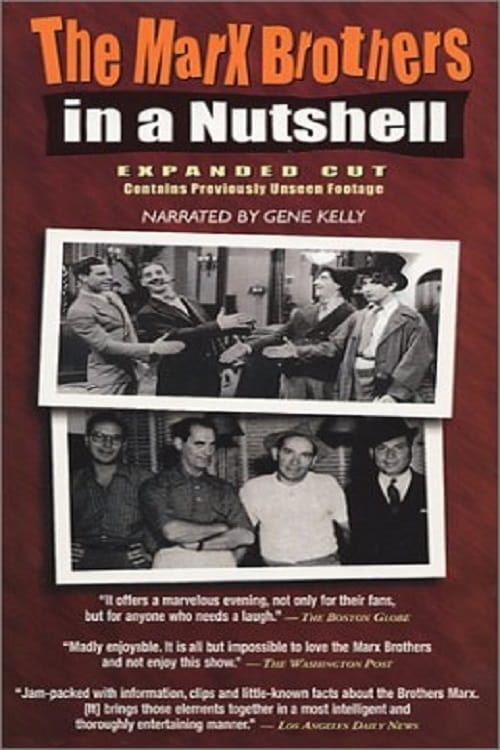 The MarX Brothers
in a Nutshell
EXPANDED CUT
Contains Previously Unseen Footage
NARRATED BY GENE KELLY
"It offers a marvelous evening, not only for their fans,
but for anyone who needs a laugh." — THE BOSTON GLOBE
"Madly enjoyable. It is all but impossible to love the Marx Brothers
and not enjoy this show." — THE WASHINGTON POST
"Jam-packed with information, clips and little-known facts about the Brothers Marx.
[It] brings those elements together in a most intelligent and
thoroughly entertaining manner." — LOS ANGELES DAILY NEWS